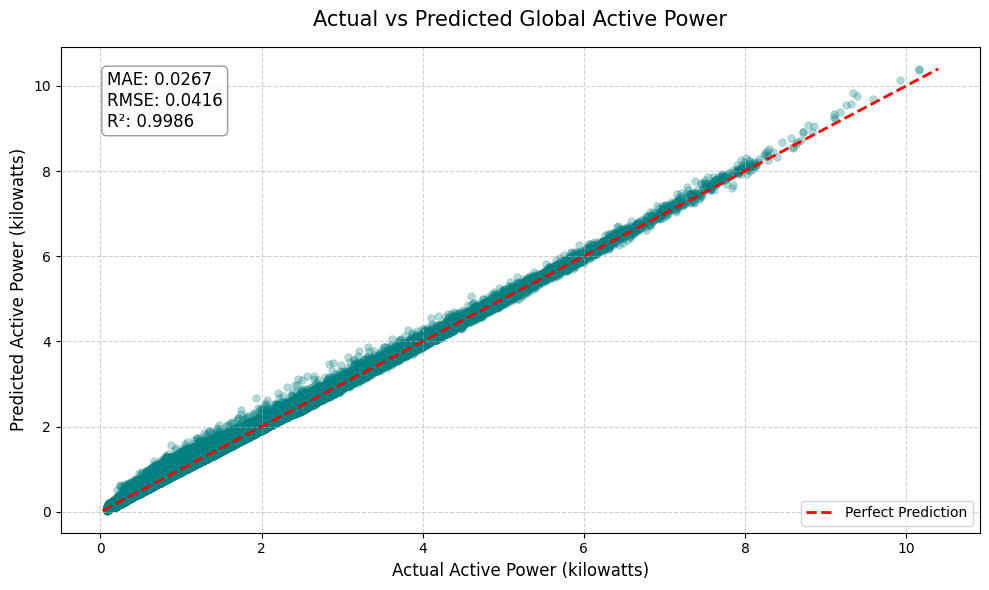 Actual vs Predicted Global Active Power
MAE: 0.0267
RMSE: 0.0416
R²: 0.9986
Predicted Active Power (kilowatts)
10
8
6
4
2
0
0 2 4 6 8 10
Actual Active Power (kilowatts)
Perfect Prediction